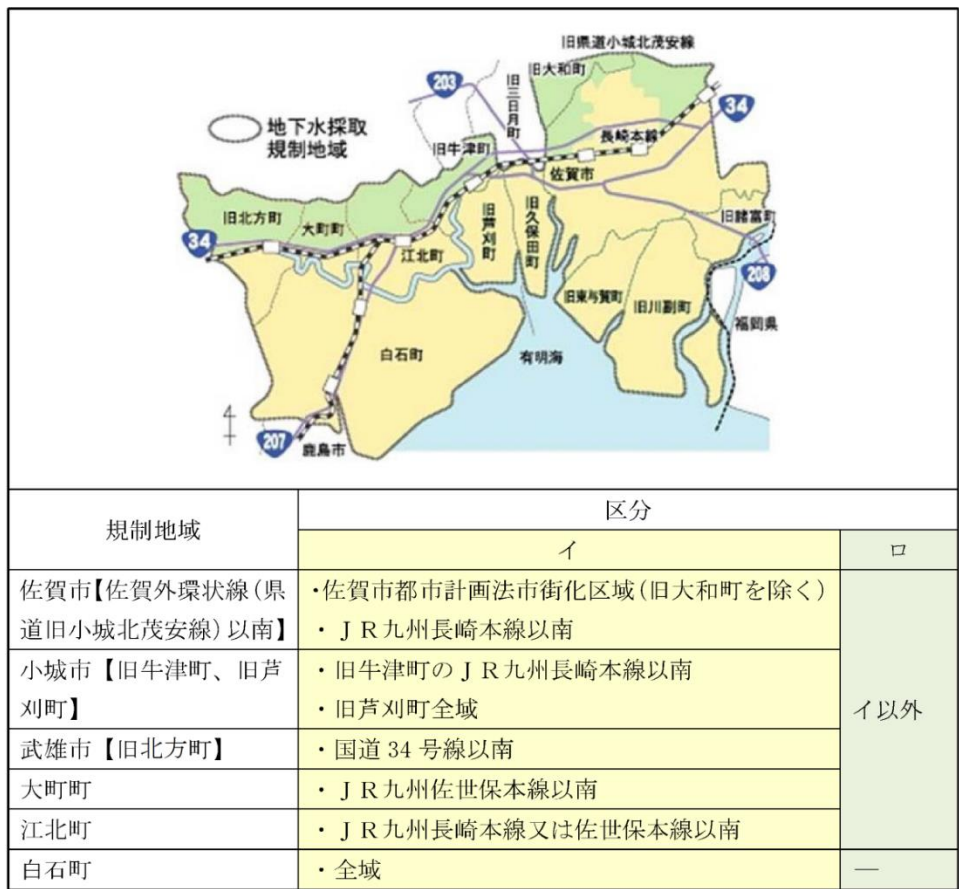 旧県道小城北茂安線
203
旧三日月町
旧大和町
34
地下水採取
規制地域
長崎本線
旧牛津町
佐賀市
旧北方町
大町町
旧芦刈町
旧久保田町
旧諸富町
34
江北町
208
旧東与賀町
旧川副町
福岡県
白石町
有明海
207
鹿島市
規制地域
区分
イ
ロ
佐賀市【佐賀外環状線(県
道旧小城北茂安線)以南】
・佐賀市都市計画法市街化区域(旧大和町を除く)
・ＪＲ九州長崎本線以南
小城市【旧牛津町、旧芦
刈町】
・旧牛津町のＪＲ九州長崎本線以南
・旧芦刈町全域
イ以外
武雄市【旧北方町】
・国道 34 号線以南
大町町
・ＪＲ九州佐世保本線以南
江北町
・ＪＲ九州長崎本線又は佐世保本線以南
白石町
・全域
―